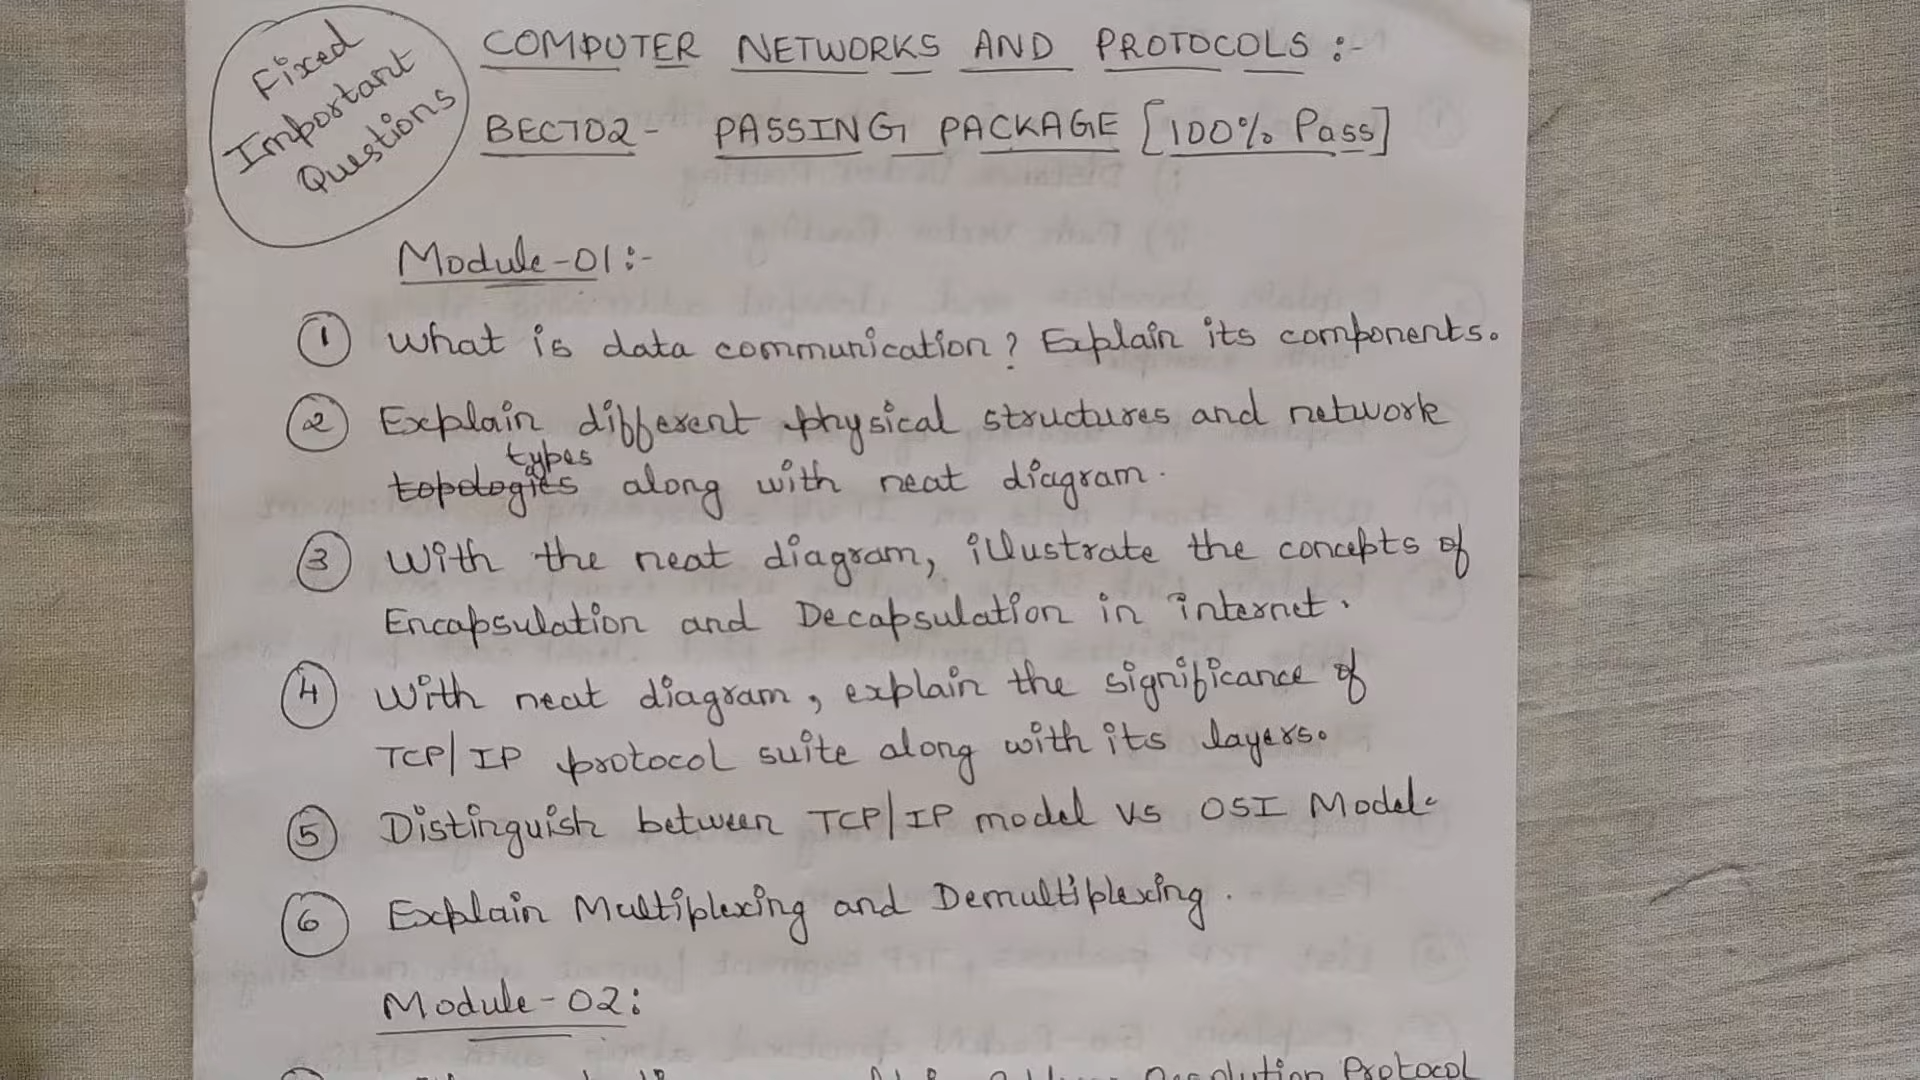 Fixed
Important
Questions
COMPUTER NETWORKS AND PROTOCOLS :-
BEC702 - PASSING PACKAGE [100% Pass]
Module-01:-
① What is data communication? Explain its components.
② Explain different physical structures and network
types
topologies along with neat diagram.
③ With the neat diagram, illustrate the concepts of
Encapsulation and Decapsulation in internet.
④ With neat diagram, explain the significance of
TCP/IP protocol suite along with its layers.
⑤ Distinguish between TCP/IP model vs OSI Model.
⑥ Explain Multiplexing and Demultiplexing.
Module-02:
Resolution Protocol